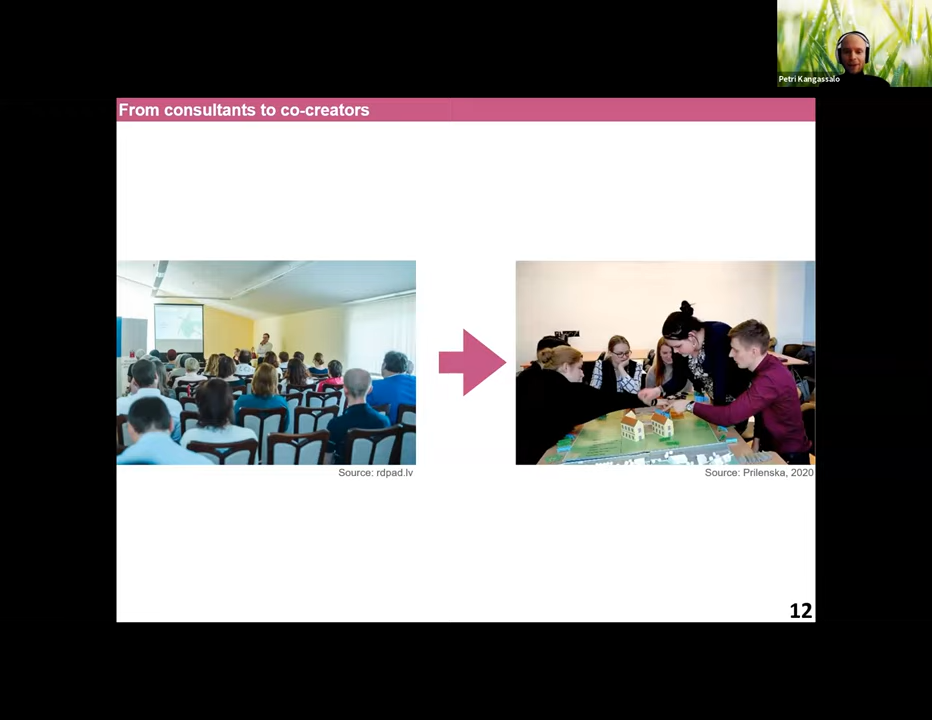 Petri Kangassalo
From consultants to co-creators
Source: rdpad.lv
Source: Prilenska, 2020
12